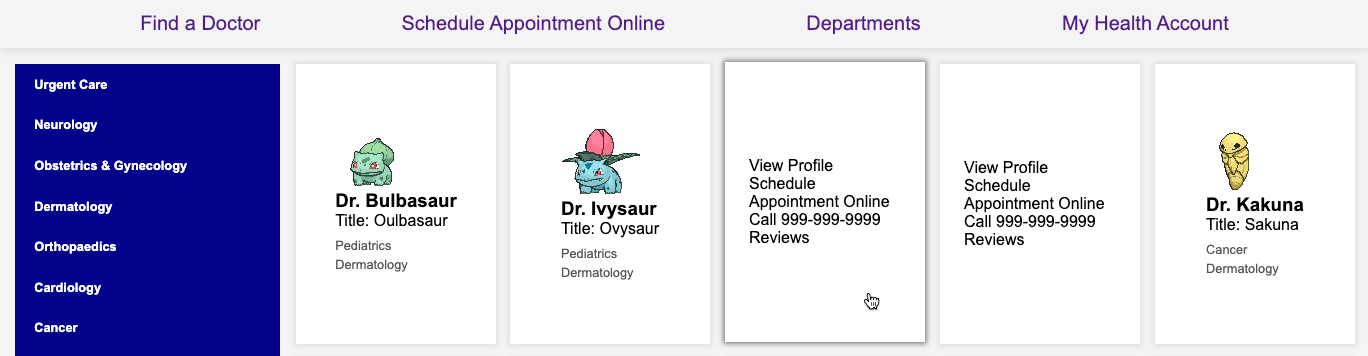 Find a Doctor
Schedule Appointment Online
Departments
My Health Account
Urgent Care
Neurology
Obstetrics & Gynecology
Dermatology
Orthopaedics
Cardiology
Cancer
Dr. Bulbasaur
Title: Oulbasaur
Pediatrics
Dermatology
Dr. Ivysaur
Title: Ovysaur
Pediatrics
Dermatology
View Profile
Schedule
Appointment Online
Call 999-999-9999
Reviews
View Profile
Schedule
Appointment Online
Call 999-999-9999
Reviews
Dr. Kakuna
Title: Sakuna
Cancer
Dermatology